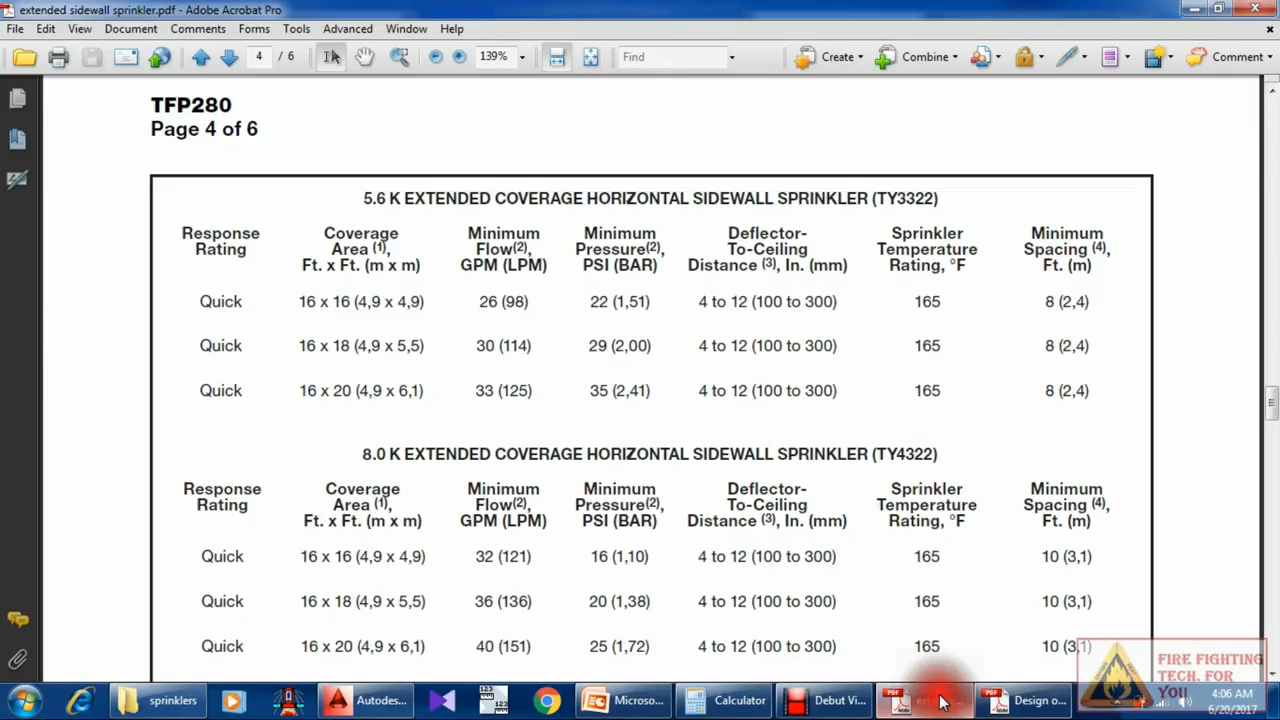 extended sidewall sprinkler.pdf - Adobe Acrobat Pro
File Edit View Document Comments Forms Tools Advanced Window Help
4 / 6 139% Find Create Combine Comment
TFP280
Page 4 of 6
5.6 K EXTENDED COVERAGE HORIZONTAL SIDEWALL SPRINKLER (TY3322)
Response Coverage Minimum Minimum Deflector- Sprinkler Minimum
Rating Area (1), Flow(2), Pressure(2), To-Ceiling Temperature Spacing (4),
Ft. x Ft. (m x m) GPM (LPM) PSI (BAR) Distance (3), In. (mm) Rating, °F Ft. (m)
Quick 16 x 16 (4,9 x 4,9) 26 (98) 22 (1,51) 4 to 12 (100 to 300) 165 8 (2,4)
Quick 16 x 18 (4,9 x 5,5) 30 (114) 29 (2,00) 4 to 12 (100 to 300) 165 8 (2,4)
Quick 16 x 20 (4,9 x 6,1) 33 (125) 35 (2,41) 4 to 12 (100 to 300) 165 8 (2,4)
8.0 K EXTENDED COVERAGE HORIZONTAL SIDEWALL SPRINKLER (TY4322)
Response Coverage Minimum Minimum Deflector- Sprinkler Minimum
Rating Area (1), Flow(2), Pressure(2), To-Ceiling Temperature Spacing (4),
Ft. x Ft. (m x m) GPM (LPM) PSI (BAR) Distance (3), In. (mm) Rating, °F Ft. (m)
Quick 16 x 16 (4,9 x 4,9) 32 (121) 16 (1,10) 4 to 12 (100 to 300) 165 10 (3,1)
Quick 16 x 18 (4,9 x 5,5) 36 (136) 20 (1,38) 4 to 12 (100 to 300) 165 10 (3,1)
Quick 16 x 20 (4,9 x 6,1) 40 (151) 25 (1,72) 4 to 12 (100 to 300) 165 10 (3,1)
FIRE FIGHTING
TECH. FOR
YOU
sprinklers Autodes... Microso... Calculator Debut Vi... Design o... 4:06 AM
6/20/2017